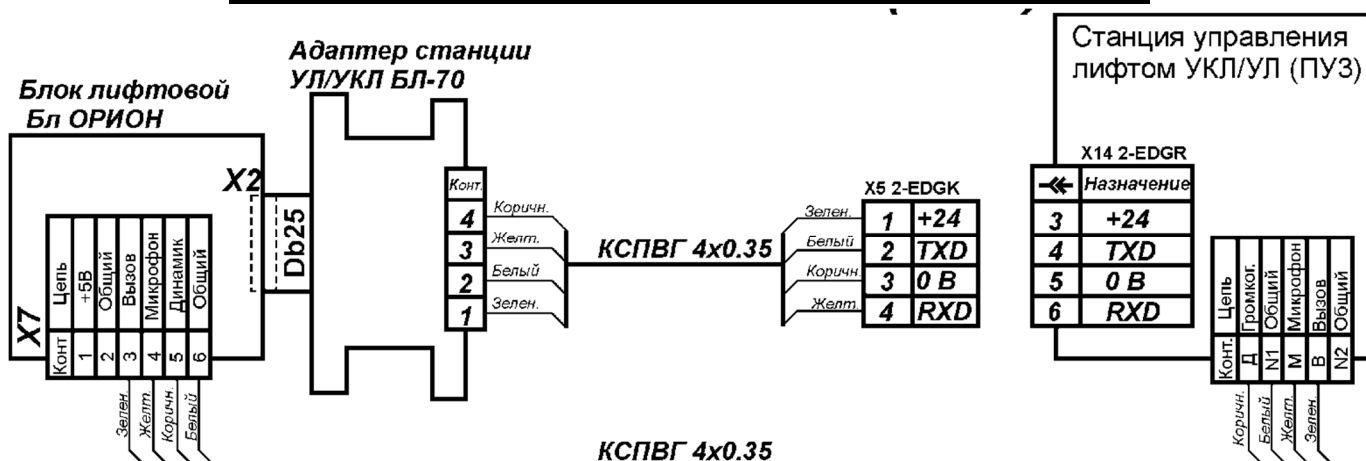 Адаптер станции
УЛ/УКЛ БЛ-70
Блок лифтовой
Бл ОРИОН
Станция управления
лифтом УКЛ/УЛ (ПУЗ)
X2
Db25
X7
Конт Цепь
1 +5В
2 Общий
3 Вызов
4 Микрофон
5 Динамик
6 Общий
Зелен.
Желт.
Коричн.
Белый
Конт.
4 Коричн.
3 Желт.
2 Белый
1 Зелен.
КСПВГ 4x0.35
X5 2-EDGK
Зелен. 1 +24
Белый 2 TXD
Коричн. 3 0 В
Желт. 4 RXD
X14 2-EDGR
Назначение
3 +24
4 TXD
5 0 В
6 RXD
Конт. Цепь
Д Громког.
N1 Общий
М Микрофон
В Вызов
N2 Общий
Коричн.
Белый
Желт.
Зелен.
КСПВГ 4x0.35